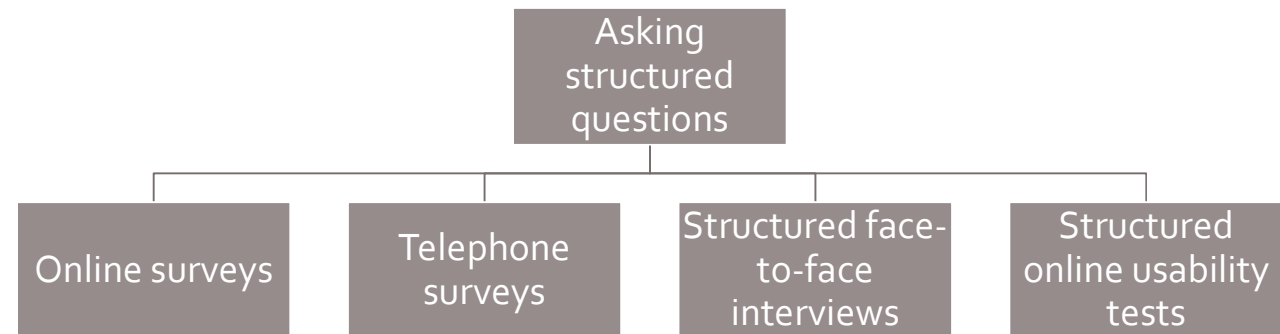 Asking
structured
questions
Online surveys
Telephone
surveys
Structured face-
to-face
interviews
Structured
online usability
tests